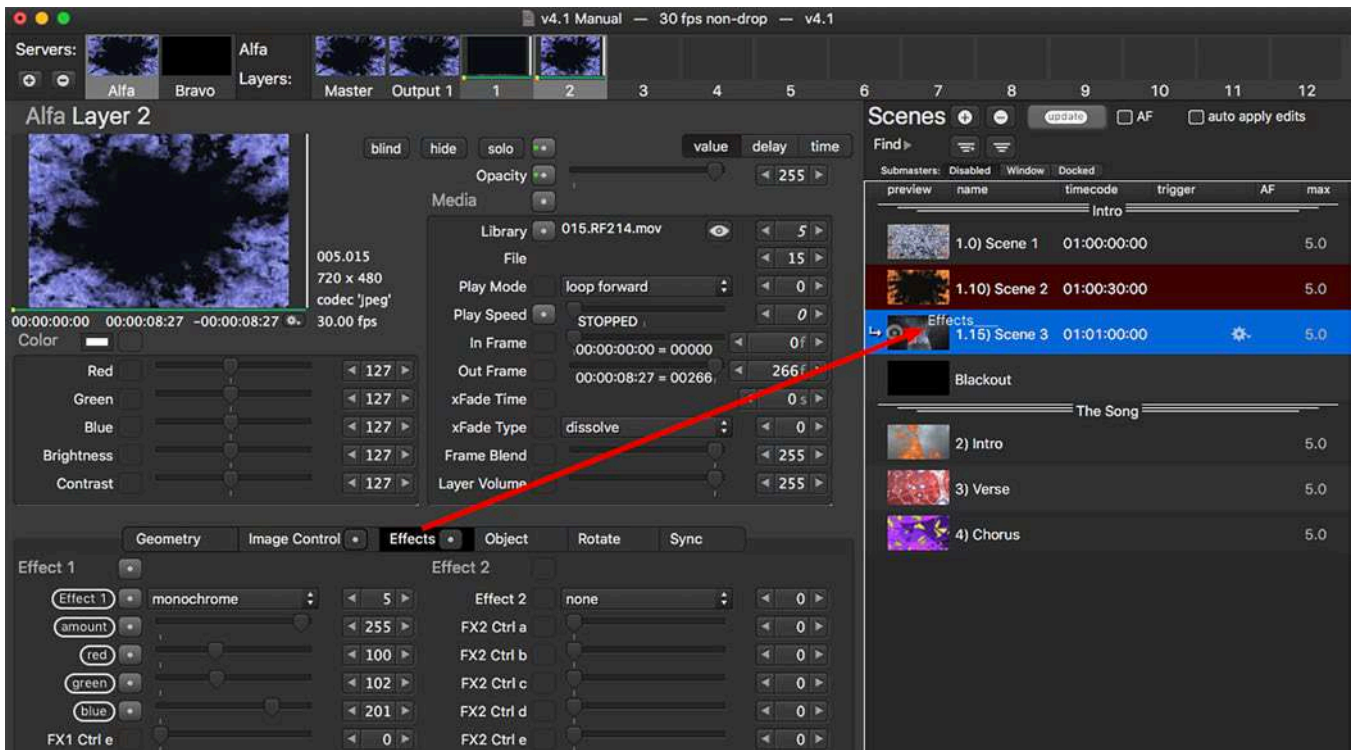 v4.1 Manual — 30 fps non-drop — v4.1
Servers: Alfa
Layers:
Alfa Bravo Master Output 1 1 2 3 4 5 6 7 8 9 10 11 12
Alfa Layer 2
blind hide solo value delay time
Opacity 255
Media
Library 015.RF214.mov 5
File 15
Play Mode loop forward 0
Play Speed STOPPED 0
In Frame 00:00:00:00 = 00000 0f
Out Frame 00:00:08:27 = 00266 266f
xFade Time 0 s
xFade Type dissolve 0
Frame Blend 255
Layer Volume 255
005.015
720 x 480
codec 'jpeg'
30.00 fps
00:00:00:00 00:00:08:27 -00:00:08:27
Color
Red 127
Green 127
Blue 127
Brightness 127
Contrast 127
Geometry Image Control Effects Object Rotate Sync
Effect 1
Effect 1 monochrome 5
amount 255
red 100
green 102
blue 201
FX1 Ctrl e 0
Effect 2
Effect 2 none 0
FX2 Ctrl a 0
FX2 Ctrl b 0
FX2 Ctrl c 0
FX2 Ctrl d 0
FX2 Ctrl e 0
Scenes update AF auto apply edits
Find
Submasters: Disabled Window Docked
preview name timecode trigger AF max
Intro
1.0) Scene 1 01:00:00:00 5.0
1.10) Scene 2 01:00:30:00 5.0
Effects
1.15) Scene 3 01:01:00:00 5.0
Blackout
The Song
2) Intro 5.0
3) Verse 5.0
4) Chorus 5.0